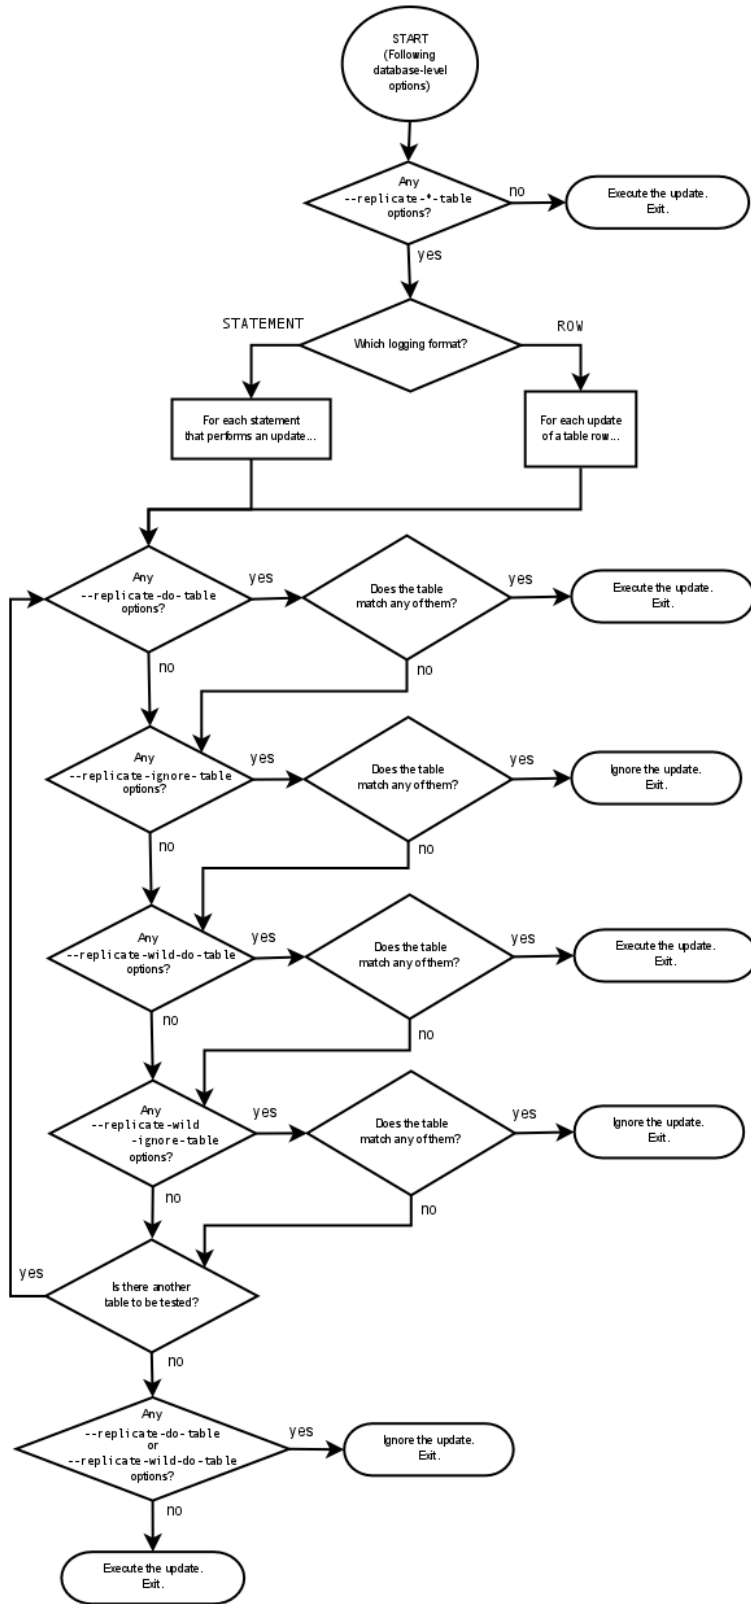 START
(Following
database-level
options)
Any
--replicate-*-table
options?
no
Execute the update.
Exit.
yes
STATEMENT
ROW
Which logging format?
For each statement
that performs an update...
For each update
of a table row...
Any
--replicate-do-table
options?
yes
Does the table
match any of them?
yes
Execute the update.
Exit.
no
no
Any
--replicate-ignore-table
options?
yes
Does the table
match any of them?
yes
Ignore the update.
Exit.
no
no
Any
--replicate-wild-do-table
options?
yes
Does the table
match any of them?
yes
Execute the update.
Exit.
no
no
Any
--replicate-wild
-ignore-table
options?
yes
Does the table
match any of them?
yes
Ignore the update.
Exit.
no
no
yes
Is there another
table to be tested?
no
Any
--replicate-do-table
or
--replicate-wild-do-table
options?
yes
Ignore the update.
Exit.
no
Execute the update.
Exit.